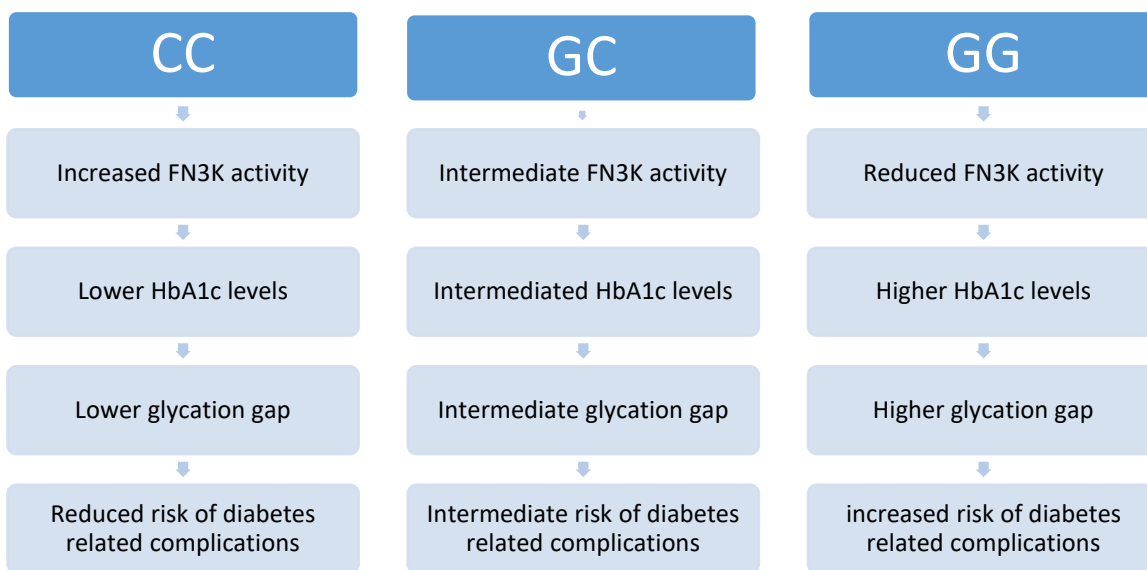 CC
Increased FN3K activity
Lower HbA1c levels
Lower glycation gap
Reduced risk of diabetes
related complications
GC
Intermediate FN3K activity
Intermediated HbA1c levels
Intermediate glycation gap
Intermediate risk of diabetes
related complications
GG
Reduced FN3K activity
Higher HbA1c levels
Higher glycation gap
increased risk of diabetes
related complications